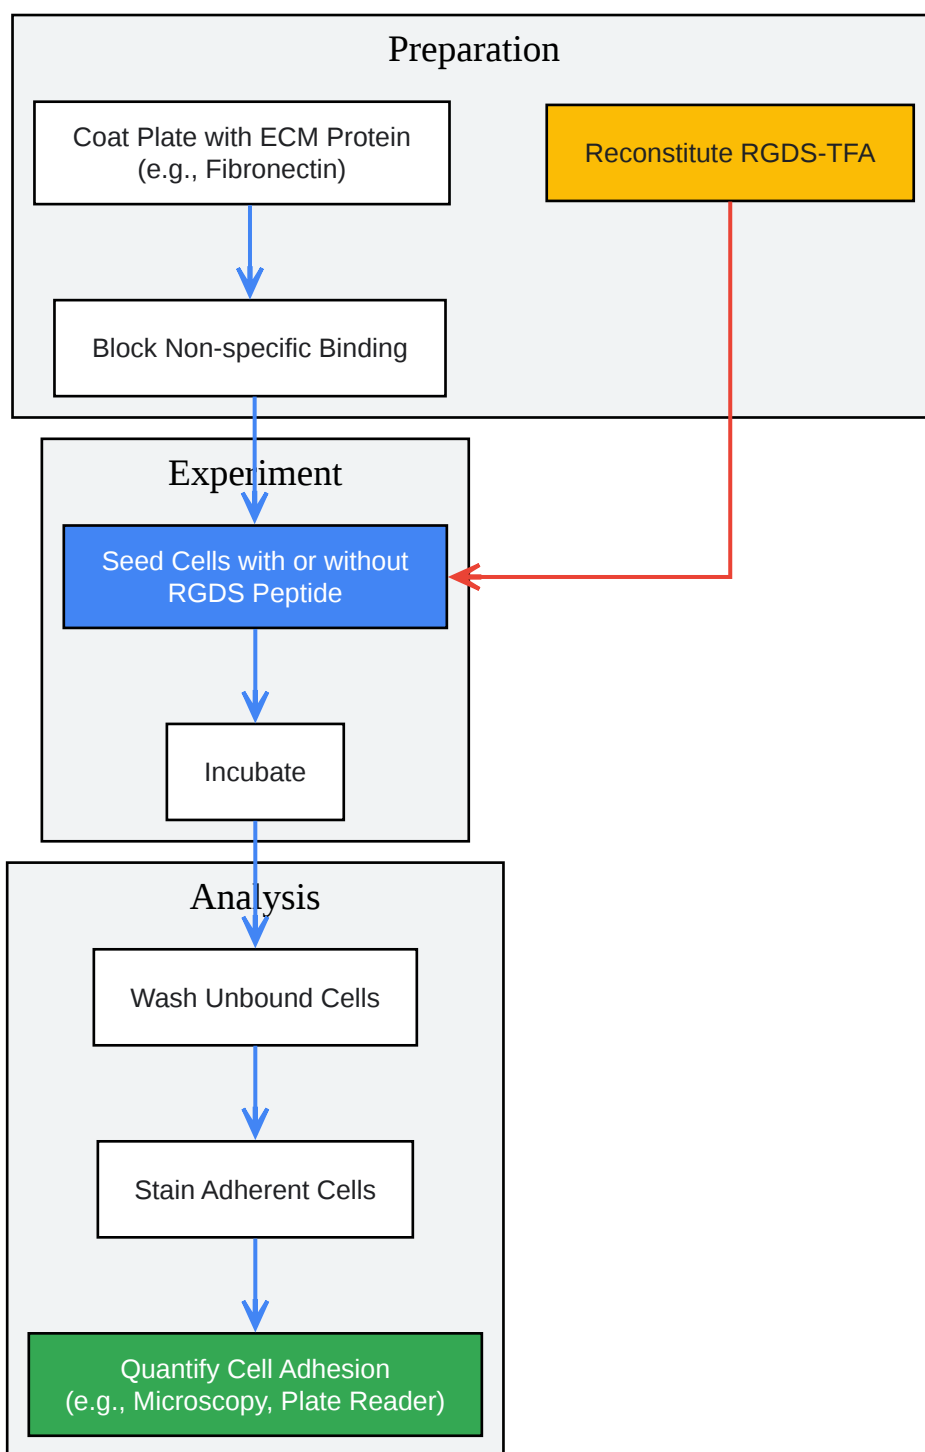 Preparation
Coat Plate with ECM Protein
(e.g., Fibronectin)
Reconstitute RGDS-TFA
Block Non-specific Binding
Experiment
Seed Cells with or without
RGDS Peptide
Incubate
Analysis
Wash Unbound Cells
Stain Adherent Cells
Quantify Cell Adhesion
(e.g., Microscopy, Plate Reader)